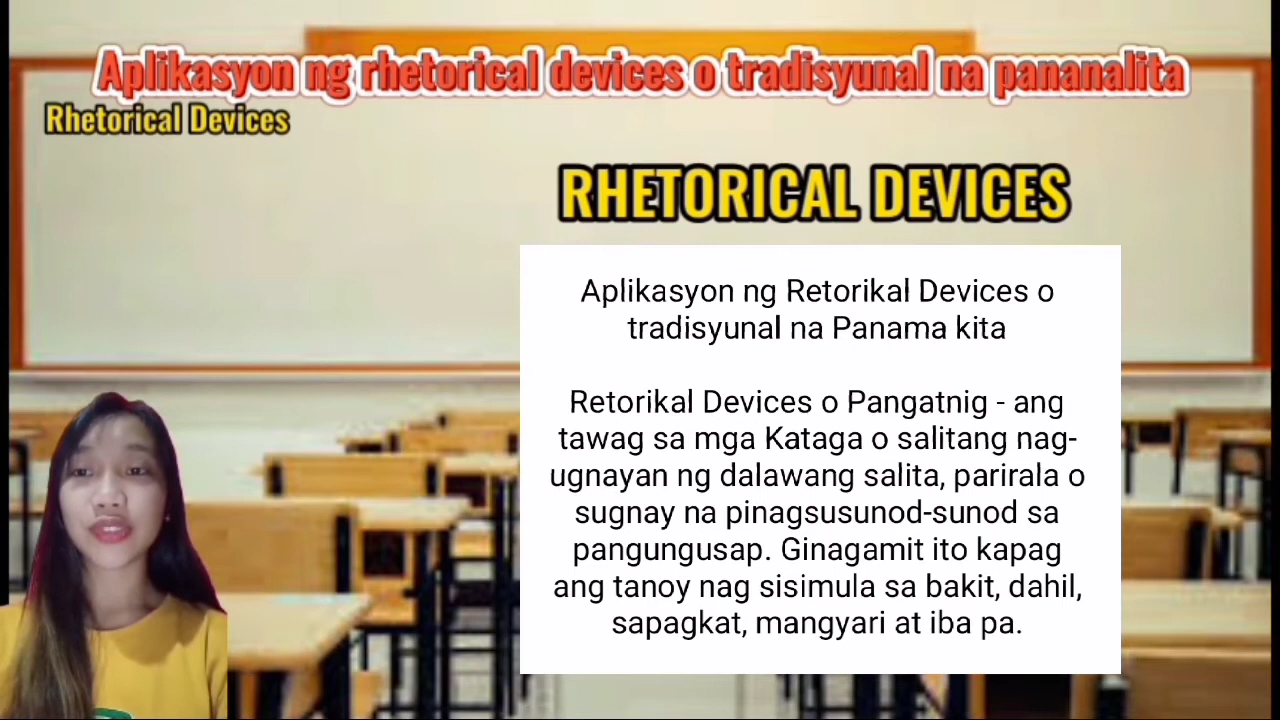 Aplikasyon ng rhetorical devices o tradisyunal na pananalita
Rhetorical Devices
RHETORICAL DEVICES
Aplikasyon ng Retorikal Devices o
tradisyunal na Panama kita
Retorikal Devices o Pangatnig - ang
tawag sa mga Kataga o salitang nag-
ugnayan ng dalawang salita, parirala o
sugnay na pinagsusunod-sunod sa
pangungusap. Ginagamit ito kapag
ang tanoy nag sisimula sa bakit, dahil,
sapagkat, mangyari at iba pa.